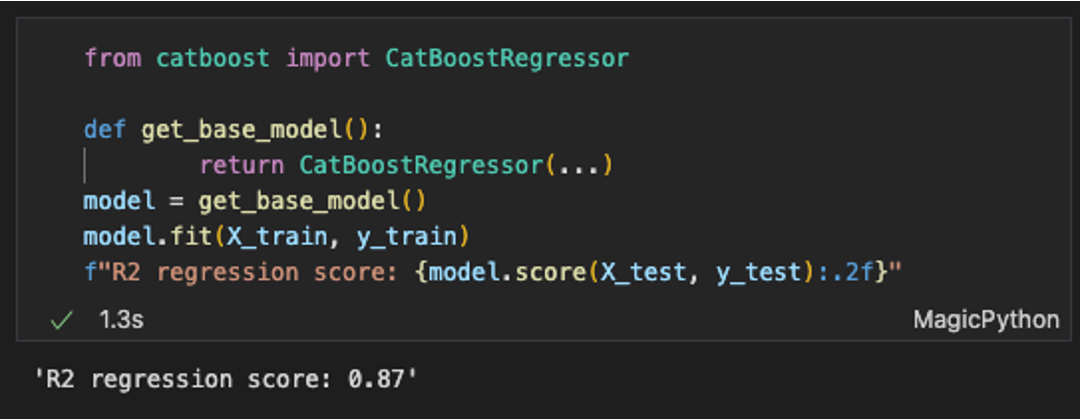 from catboost import CatBoostRegressor
def get_base_model():
return CatBoostRegressor(...)
model = get_base_model()
model.fit(X_train, y_train)
f"R2 regression score: {model.score(X_test, y_test):.2f}"
✓ 1.3s MagicPython
'R2 regression score: 0.87'